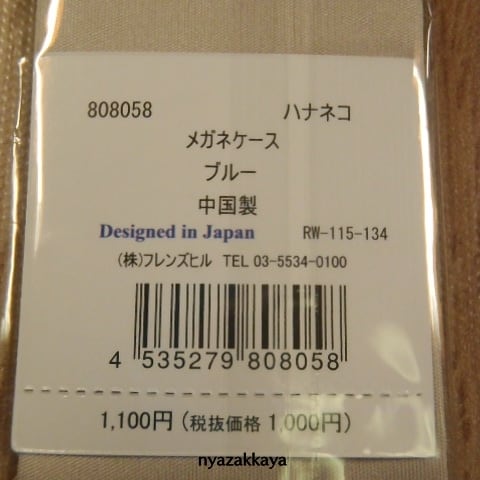 808058 ハナネコ
メガネケース
ブルー
中国製
Designed in Japan RW-115-134
(株)フレンズヒル TEL 03-5534-0100
4 535279 808058
1,100円 (税抜価格 1,000円)
nyazakkaya